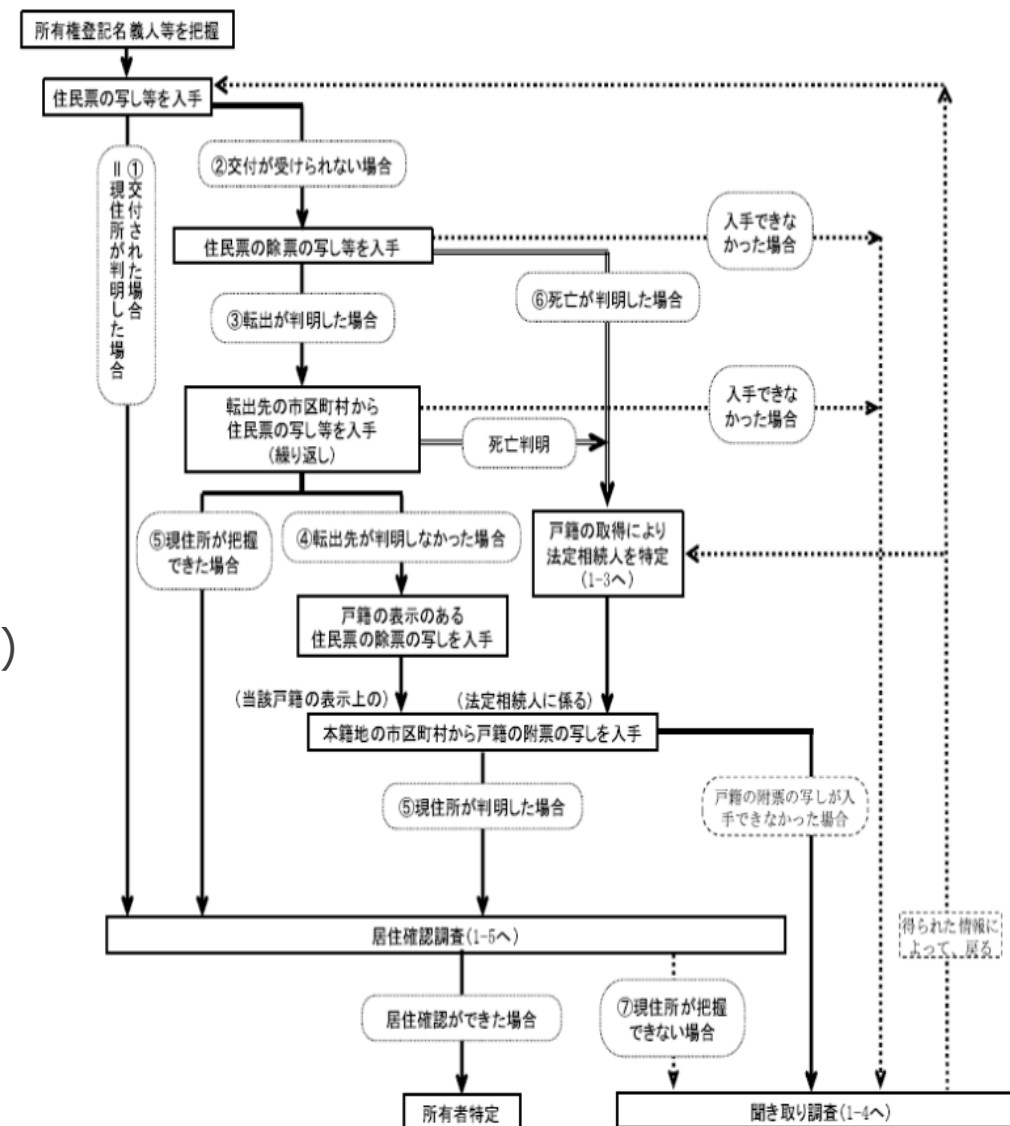 所有権登記名義人等を把握
住民票の写し等を入手
①交付された場合
=現住所が判明した場合
②交付が受けられない場合
住民票の除票の写し等を入手
入手できな
かった場合
⑥死亡が判明した場合
③転出が判明した場合
転出先の市区町村から
住民票の写し等を入手
(繰り返し)
入手できな
かった場合
死亡判明
⑤現住所が把握
できた場合
④転出先が判明しなかった場合
戸籍の取得により
法定相続人を特定
(1-3へ)
戸籍の表示のある
住民票の除票の写しを入手
)
(当該戸籍の表示上の)
(法定相続人に係る)
本籍地の市区町村から戸籍の附票の写しを入手
⑤現住所が判明した場合
戸籍の附票の写しが入
手できなかった場合
居住確認調査(1-5へ)
得られた情報に
よって、戻る
居住確認ができた場合
⑦現住所が把握
できない場合
所有者特定
聞き取り調査(1-4へ)